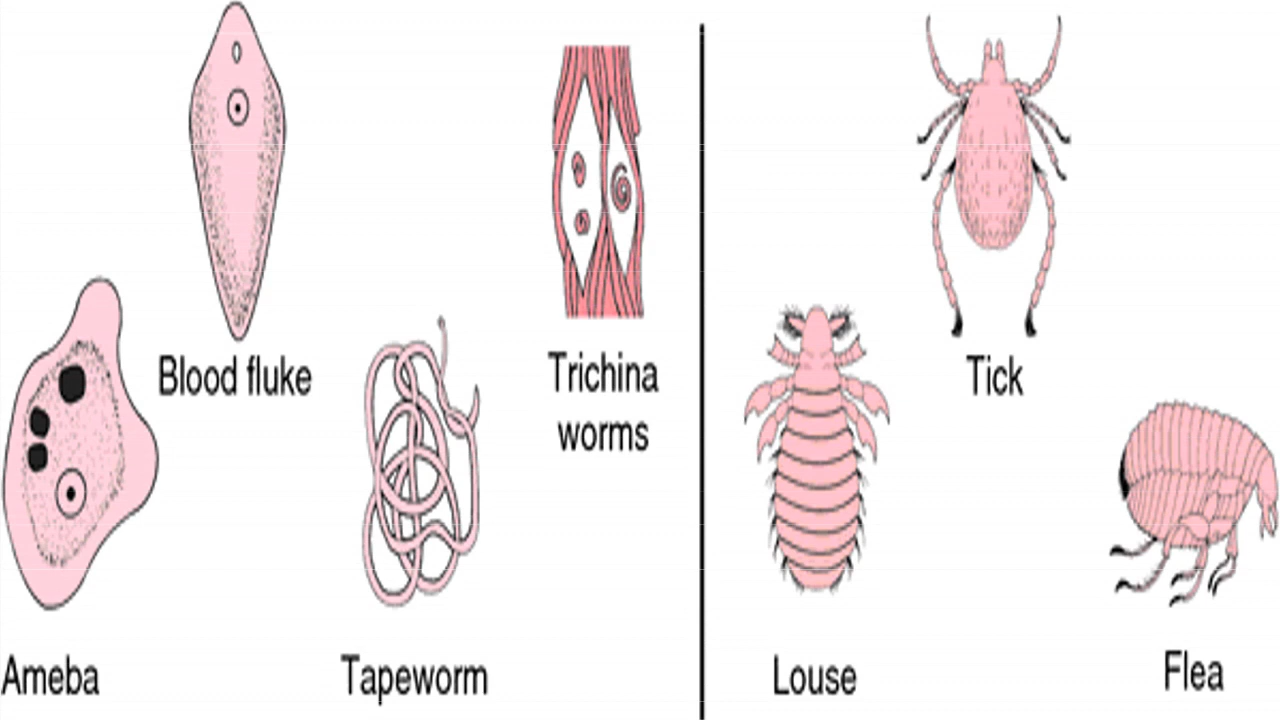 Blood fluke
Trichina
worms
Tick
Ameba
Tapeworm
Louse
Flea